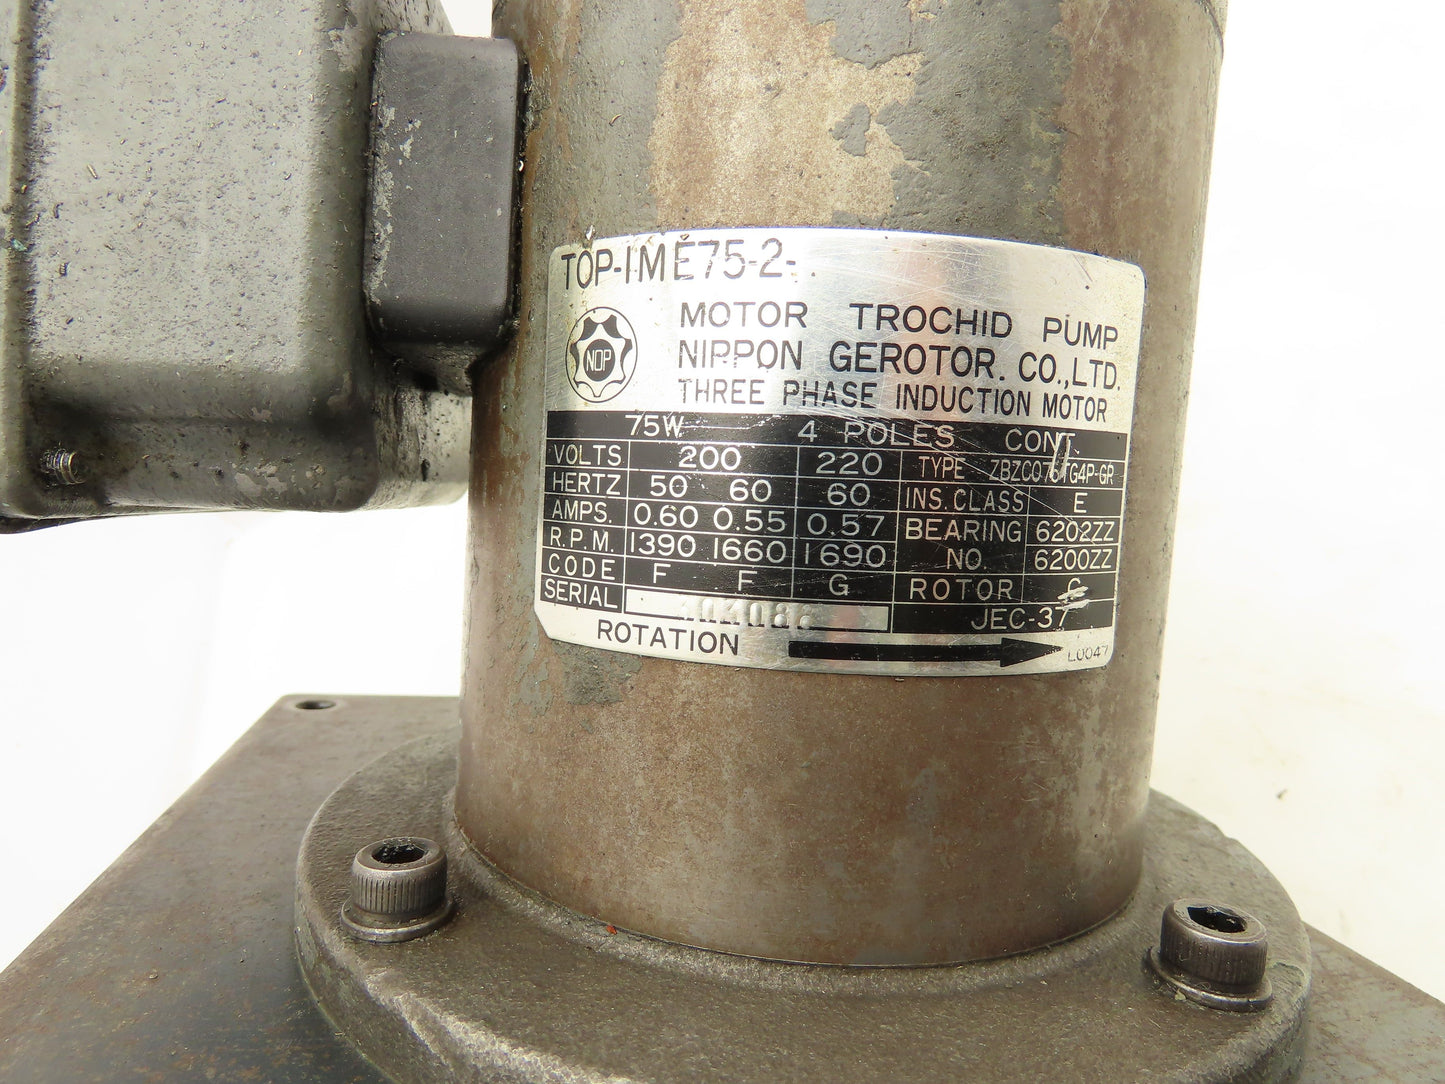 TOP-1ME75-2-
MOTOR TROCHID PUMP
NOP
NIPPON GEROTOR. CO.,LTD.
THREE PHASE INDUCTION MOTOR
75W 4 POLES CONT.
VOLTS 200 220 TYPE
HERTZ 50 60 60 INS.CLASS E
AMPS. 0.60 0.55 0.57 BEARING 6202ZZ
R.P.M. 1390 1660 1690 NO. 6200ZZ
CODE F F G ROTOR
SERIAL JEC-37
ROTATION L0047